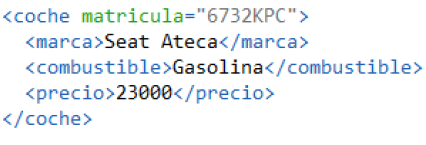 <coche matricula="6732KPC">
  <marca>Seat Ateca</marca>
  <combustible>Gasolina</combustible>
  <precio>23000</precio>
</coche>